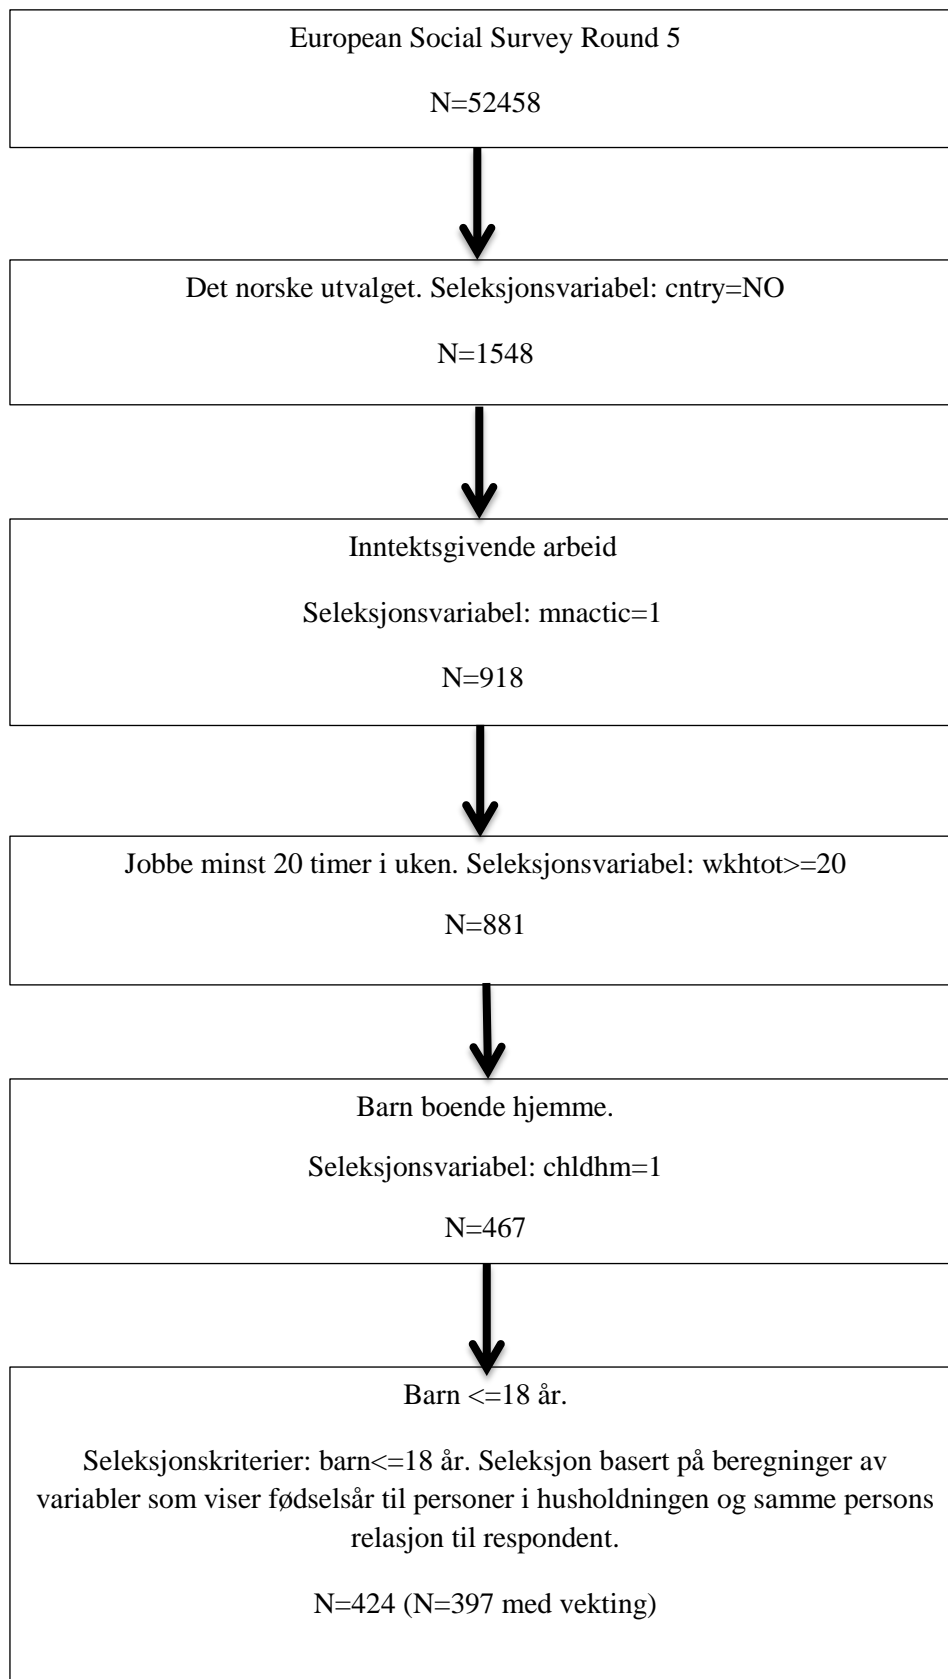 European Social Survey Round 5
N=52458
Det norske utvalget. Seleksjonsvariabel: cntry=NO
N=1548
Inntektsgivende arbeid
Seleksjonsvariabel: mnactic=1
N=918
Jobbe minst 20 timer i uken. Seleksjonsvariabel: wkhtot>=20
N=881
Barn boende hjemme.
Seleksjonsvariabel: chldhm=1
N=467
Barn <=18 år.
Seleksjonskriterier: barn<=18 år. Seleksjon basert på beregninger av
variabler som viser fødselsår til personer i husholdningen og samme persons
relasjon til respondent.
N=424 (N=397 med vekting)